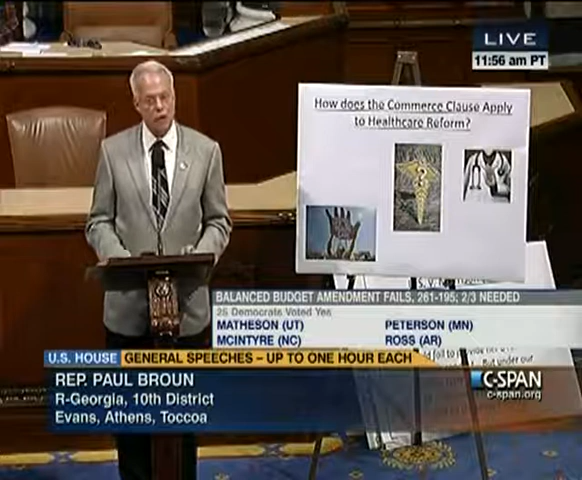 LIVE
11:56 am PT
How does the Commerce Clause Apply
to Healthcare Reform?
BALANCED BUDGET AMENDMENT FAILS, 261-195; 2/3 NEEDED
25 Democrats Voted Yes
MATHESON (UT) PETERSON (MN)
MCINTYRE (NC) ROSS (AR)
U.S. HOUSE GENERAL SPEECHES – UP TO ONE HOUR EACH
REP. PAUL BROUN
R-Georgia, 10th District
Evans, Athens, Toccoa
C-SPAN
c-span.org